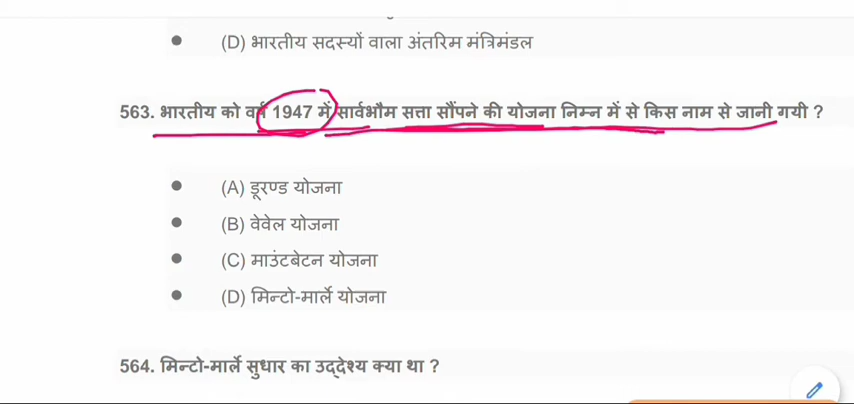 (D) भारतीय सदस्यों वाला अंतरिम मंत्रिमंडल
563. भारतीय को वर्ष 1947 में सार्वभौम सत्ता सौंपने की योजना निम्न में से किस नाम से जानी गयी ?
(A) डूरण्ड योजना
(B) वेवेल योजना
(C) माउंटबेटन योजना
(D) मिन्टो-मार्ले योजना
564. मिन्टो-मार्ले सुधार का उद्देश्य क्या था ?